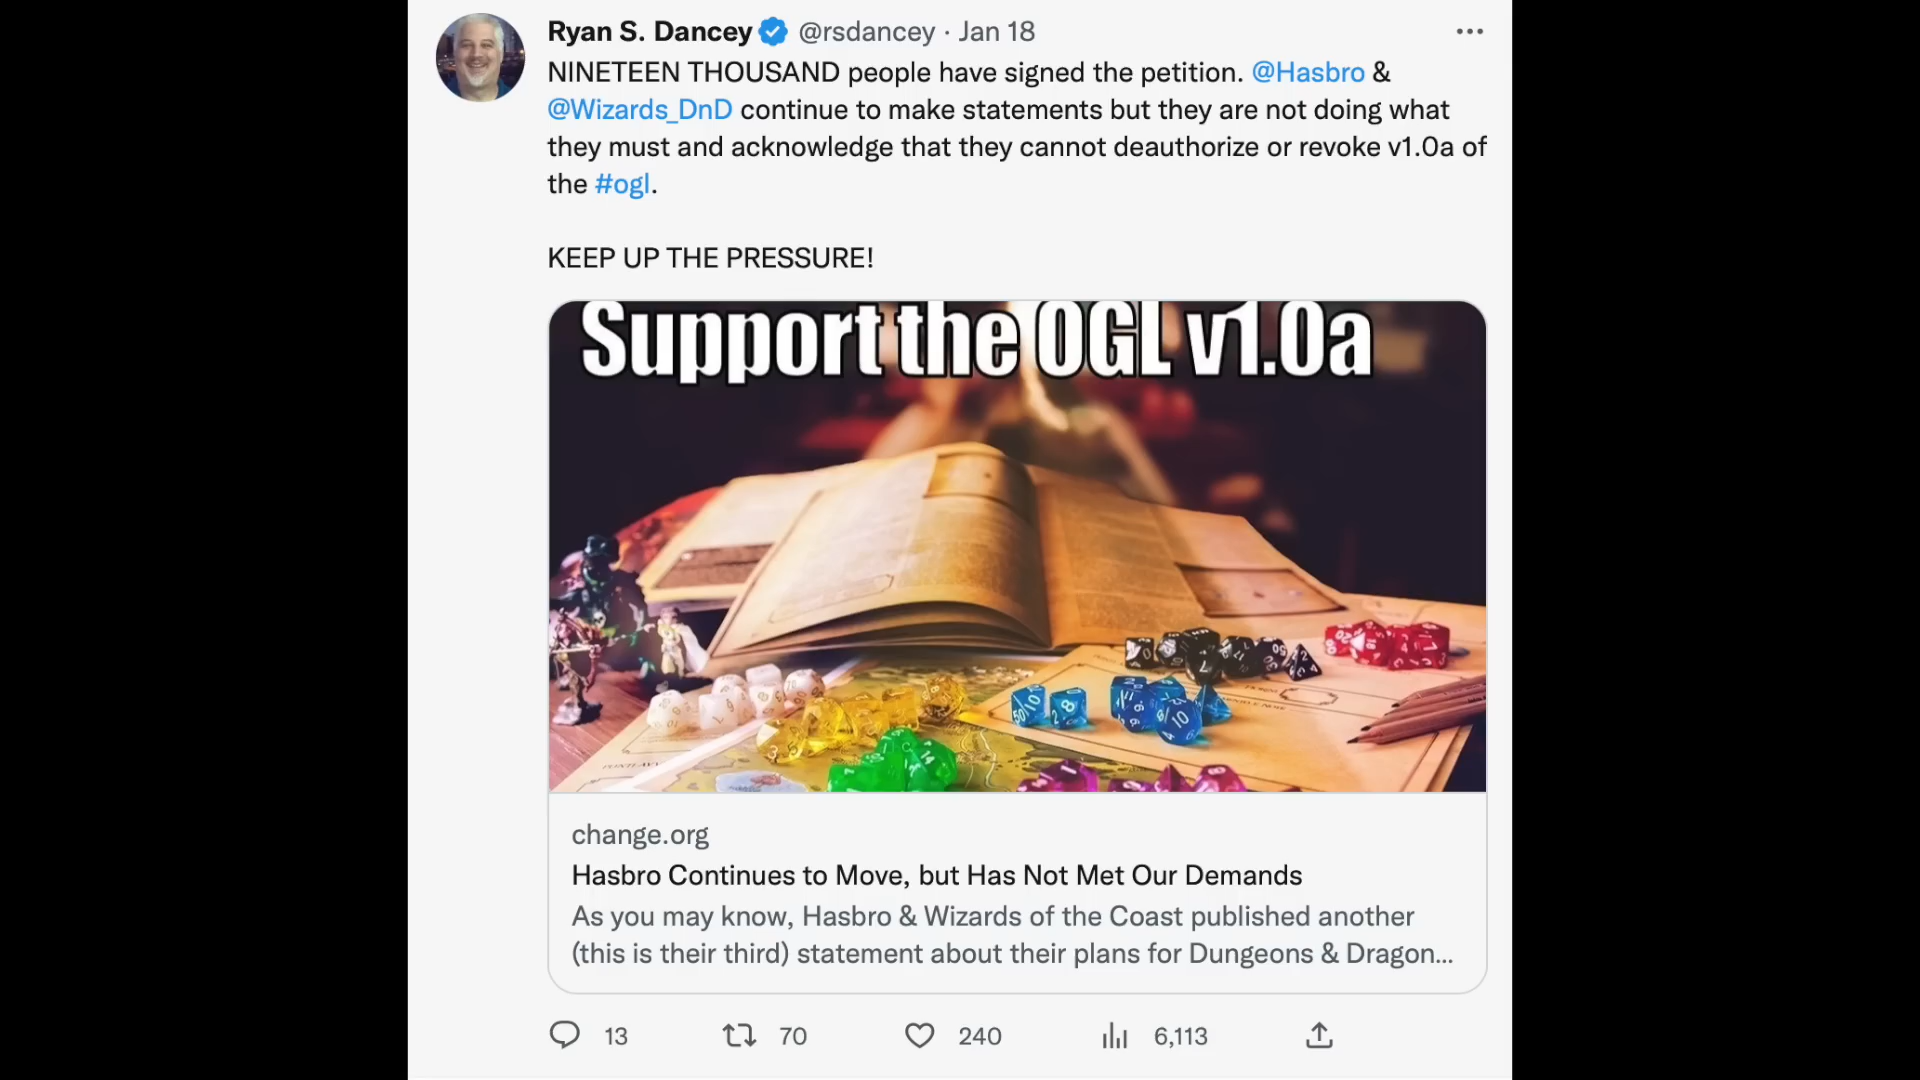 Ryan S. Dancey @rsdancey · Jan 18
NINETEEN THOUSAND people have signed the petition. @Hasbro &
@Wizards_DnD continue to make statements but they are not doing what
they must and acknowledge that they cannot deauthorize or revoke v1.0a of
the #ogl.
KEEP UP THE PRESSURE!
Support the OGL v1.0a
change.org
Hasbro Continues to Move, but Has Not Met Our Demands
As you may know, Hasbro & Wizards of the Coast published another
(this is their third) statement about their plans for Dungeons & Dragon...
13 70 240 6,113